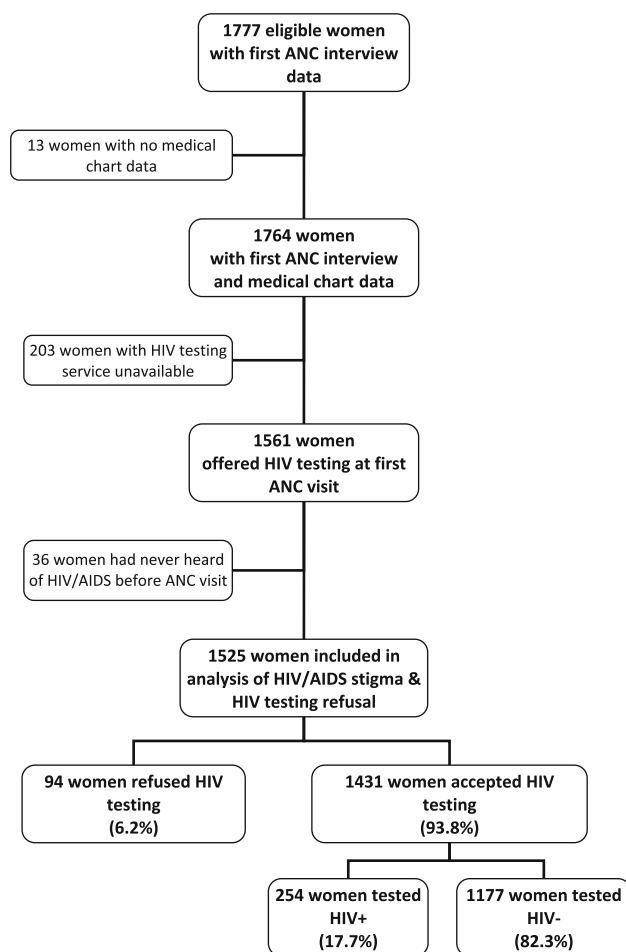 1777 eligible women
with first ANC interview
data
13 women with no medical
chart data
1764 women
with first ANC interview
and medical chart data
203 women with HIV testing
service unavailable
1561 women
offered HIV testing at first
ANC visit
36 women had never heard
of HIV/AIDS before ANC visit
1525 women included in
analysis of HIV/AIDS stigma &
HIV testing refusal
94 women refused HIV
testing
(6.2%)
1431 women accepted HIV
testing
(93.8%)
254 women tested
HIV+
(17.7%)
1177 women tested
HIV-
(82.3%)